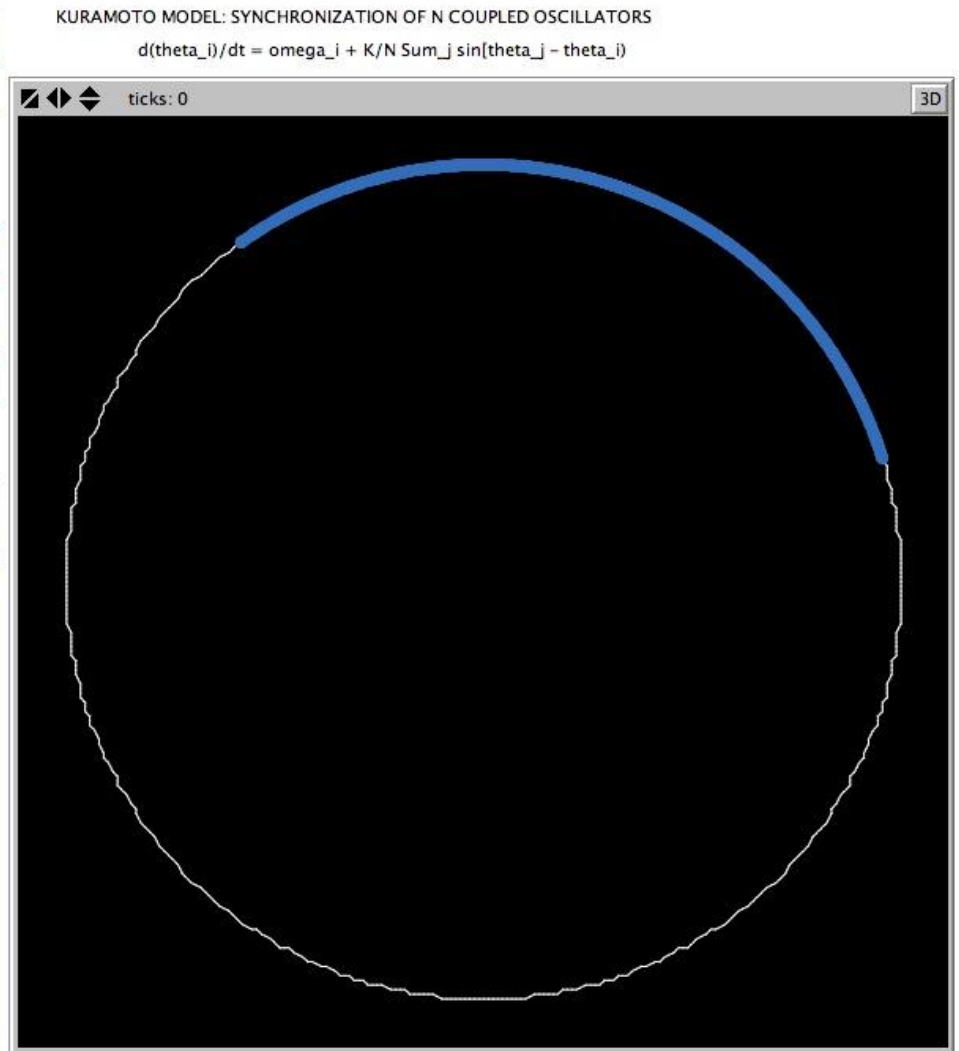 KURAMOTO MODEL: SYNCHRONIZATION OF N COUPLED OSCILLATORS
d(theta_i)/dt = omega_i + K/N Sum_j sin[theta_j - theta_i)
ticks: 0
3D